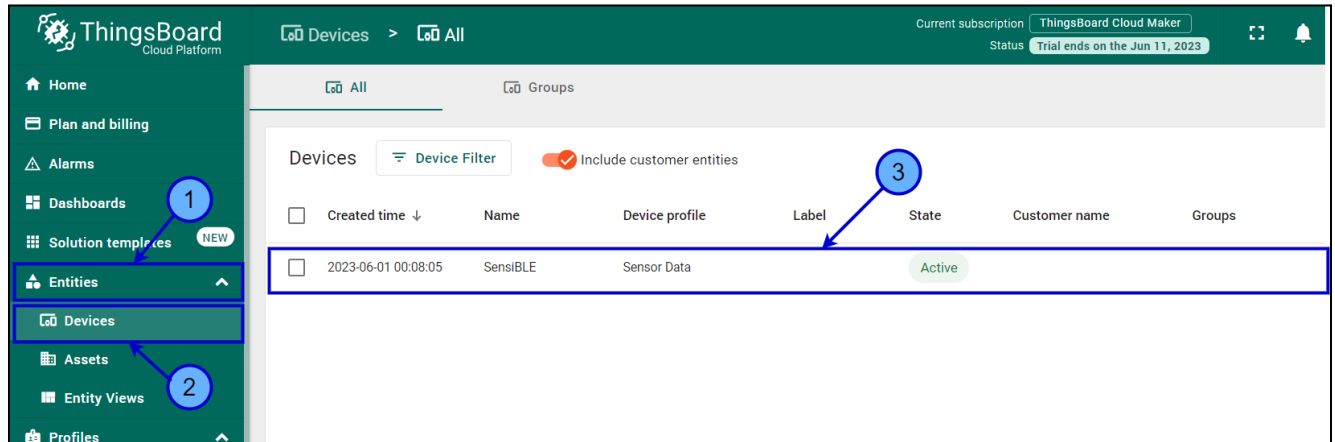 ThingsBoard
Cloud Platform
Devices > All
Current subscription ThingsBoard Cloud Maker
Status Trial ends on the Jun 11, 2023
Home
Plan and billing
Alarms
Dashboards
Solution templates NEW
Entities
Devices
Assets
Entity Views
Profiles
All Groups
Devices Device Filter Include customer entities
Created time ↓ Name Device profile Label State Customer name Groups
2023-06-01 00:08:05 SensiBLE Sensor Data Active
1
2
3